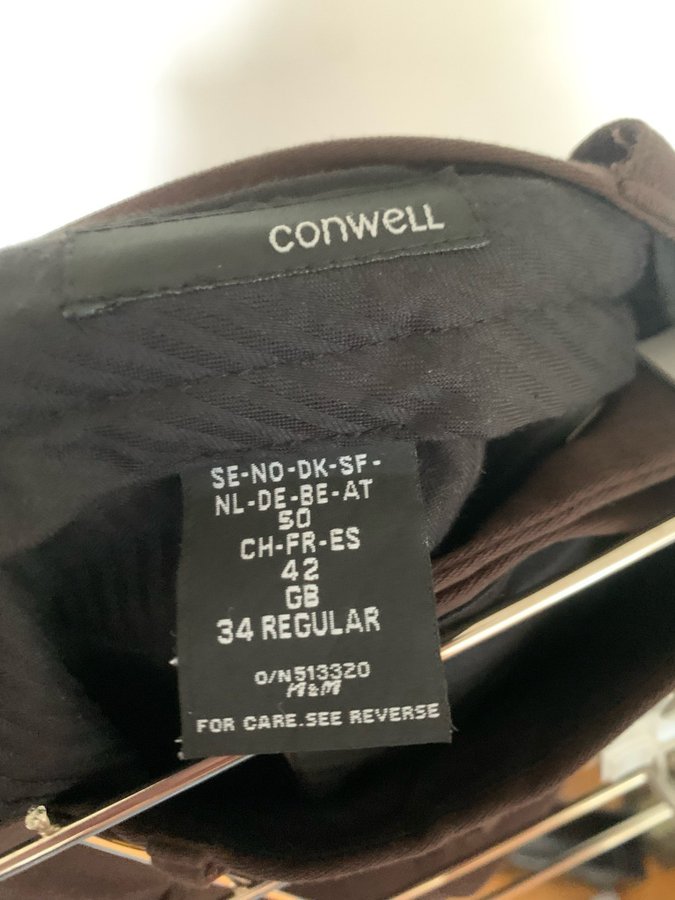 conwell
SE-NO-DK-SF-
NL-DE-BE-AT
50
CH-FR-ES
42
GB
34 REGULAR
O/N513320
M&M
FOR CARE.SEE REVERSE